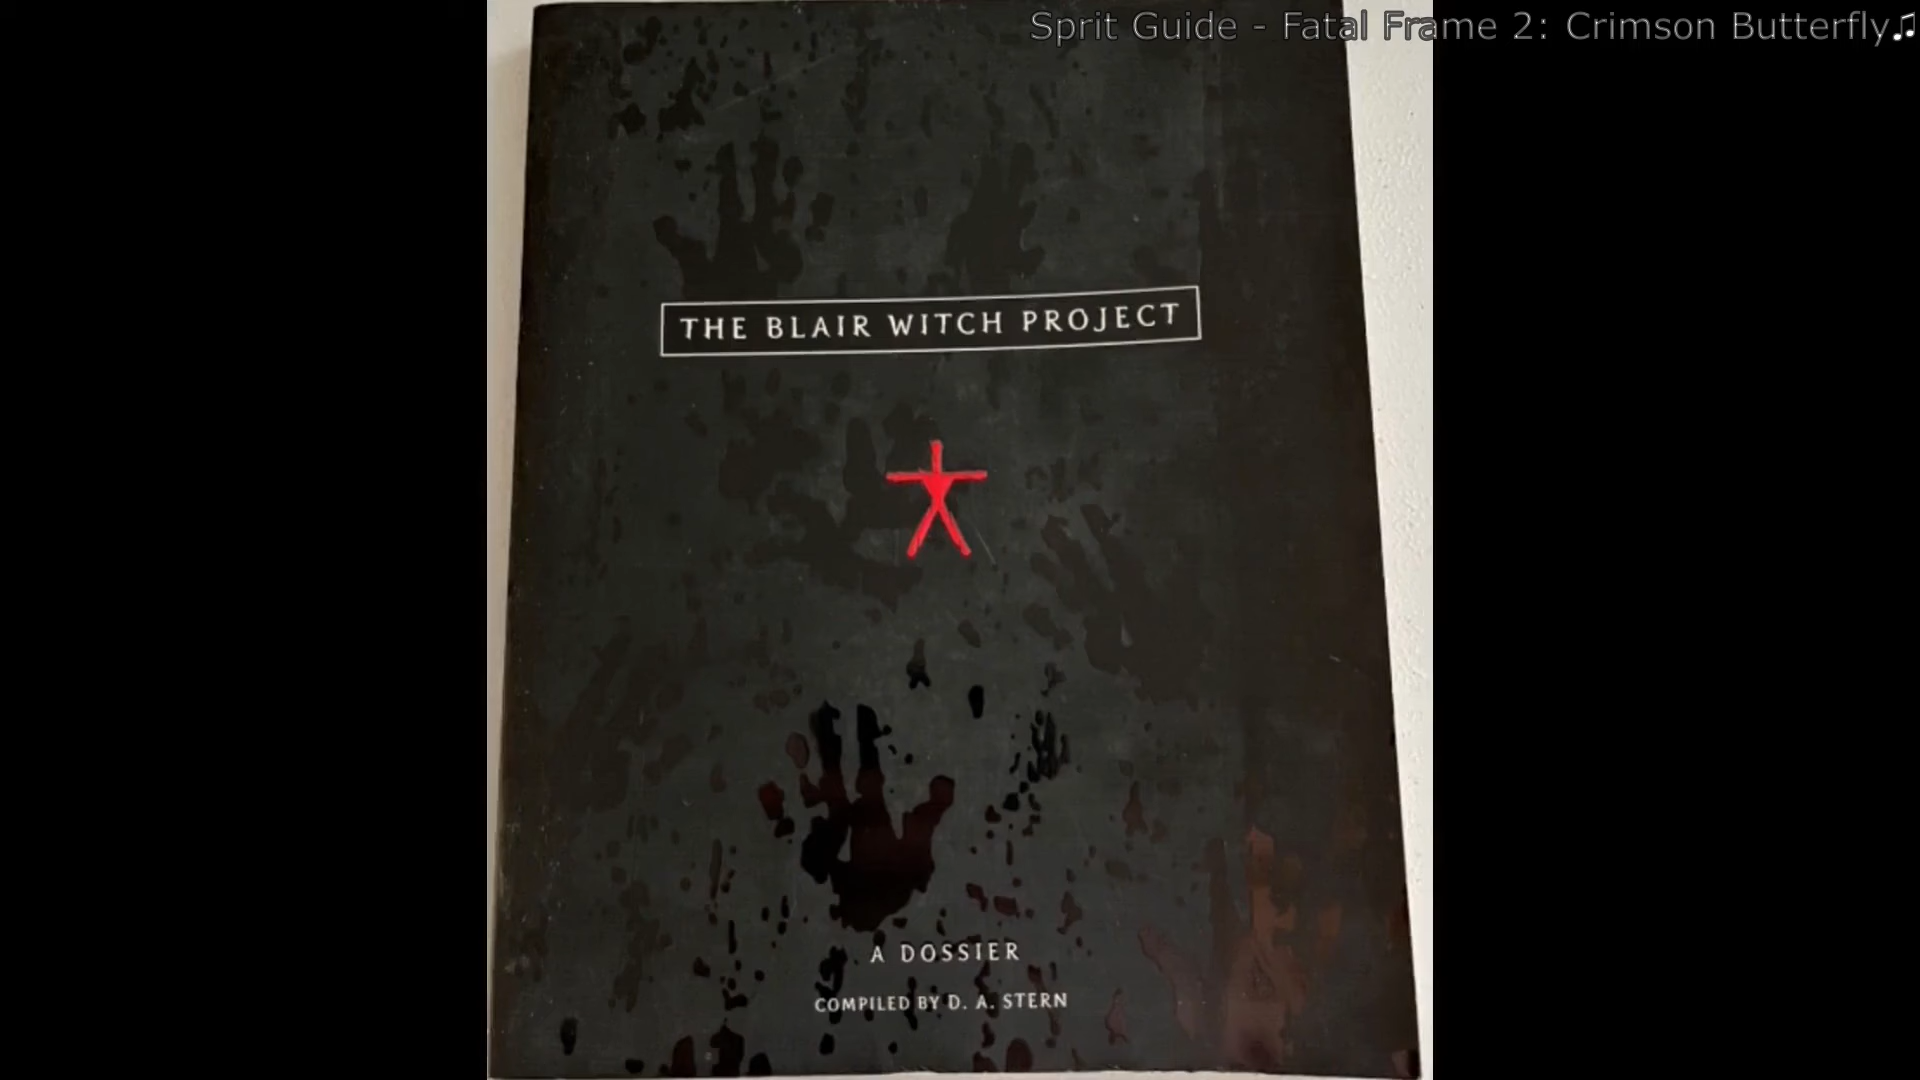 Sprit Guide - Fatal Frame 2: Crimson Butterfly♫
THE BLAIR WITCH PROJECT
A DOSSIER
COMPILED BY D. A. STERN